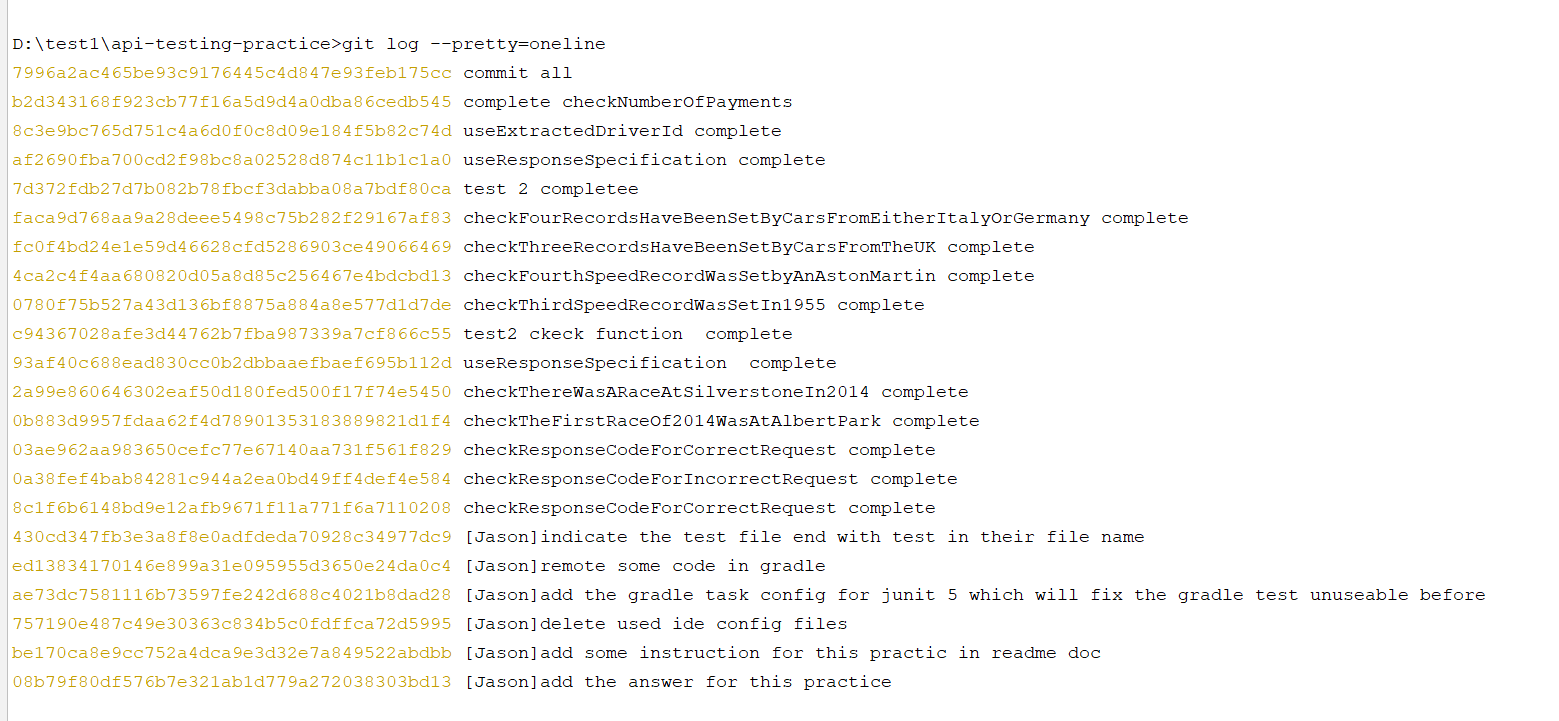 D:\test1\api-testing-practice>git log --pretty=oneline
7996a2ac465be93c9176445c4d847e93feb175cc commit all
b2d343168f923cb77f16a5d9d4a0dba86cedb545 complete checkNumberOfPayments
8c3e9bc765d751c4a6d0f0c8d09e184f5b82c74d useExtractedDriverId complete
af2690fba700cd2f98bc8a02528d874c11b1c1a0 useResponseSpecification complete
7d372fdb27d7b082b78fbcf3dabba08a7bdf80ca test 2 completee
faca9d768aa9a28deee5498c75b282f29167af83 checkFourRecordsHaveBeenSetByCarsFromEitherItalyOrGermany complete
fc0f4bd24e1e59d46628cfd5286903ce49066469 checkThreeRecordsHaveBeenSetByCarsFromTheUK complete
4ca2c4f4aa680820d05a8d85c256467e4bdcbd13 checkFourthSpeedRecordWasSetbyAnAstonMartin complete
0780f75b527a43d136bf8875a884a8e577d1d7de checkThirdSpeedRecordWasSetIn1955 complete
c94367028afe3d44762b7fba987339a7cf866c55 test2 ckeck function  complete
93af40c688ead830cc0b2dbbaaefbaef695b112d useResponseSpecification  complete
2a99e860646302eaf50d180fed500f17f74e5450 checkThereWasARaceAtSilverstoneIn2014 complete
0b883d9957fdaa62f4d78901353183889821d1f4 checkTheFirstRaceOf2014WasAtAlbertPark complete
03ae962aa983650cefc77e67140aa731f561f829 checkResponseCodeForCorrectRequest complete
0a38fef4bab84281c944a2ea0bd49ff4def4e584 checkResponseCodeForIncorrectRequest complete
8c1f6b6148bd9e12afb9671f11a771f6a7110208 checkResponseCodeForCorrectRequest complete
430cd347fb3e3a8f8e0adfdeda70928c34977dc9 [Jason]indicate the test file end with test in their file name
ed13834170146e899a31e095955d3650e24da0c4 [Jason]remote some code in gradle
ae73dc7581116b73597fe242d688c4021b8dad28 [Jason]add the gradle task config for junit 5 which will fix the gradle test unuseable before
757190e487c49e30363c834b5c0fdffca72d5995 [Jason]delete used ide config files
be170ca8e9cc752a4dca9e3d32e7a849522abdbb [Jason]add some instruction for this practic in readme doc
08b79f80df576b7e321ab1d779a272038303bd13 [Jason]add the answer for this practice